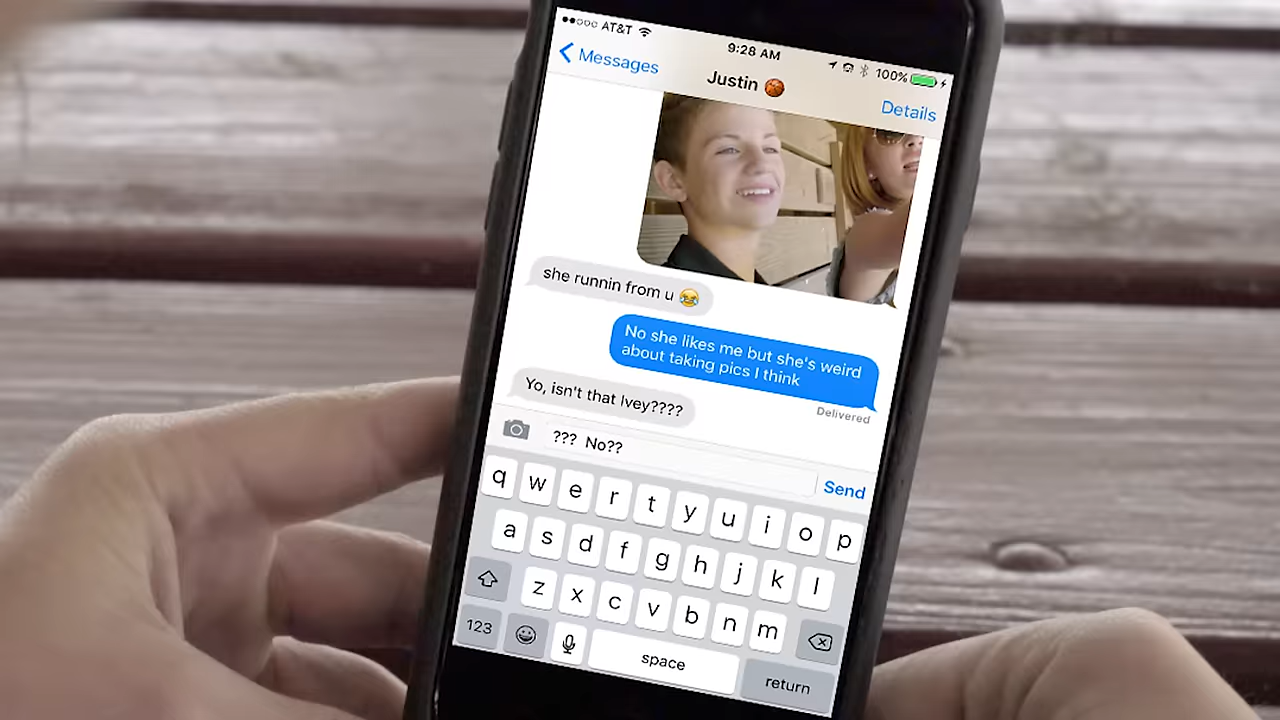 AT&T 9:28 AM 100%
Messages Justin 🏀 Details
she runnin from u 😂
No she likes me but she's weird
about taking pics I think
Delivered
Yo, isn't that Ivey????
??? No??
Send
q w e r t y u i o p
a s d f g h j k l
z x c v b n m
123 space return